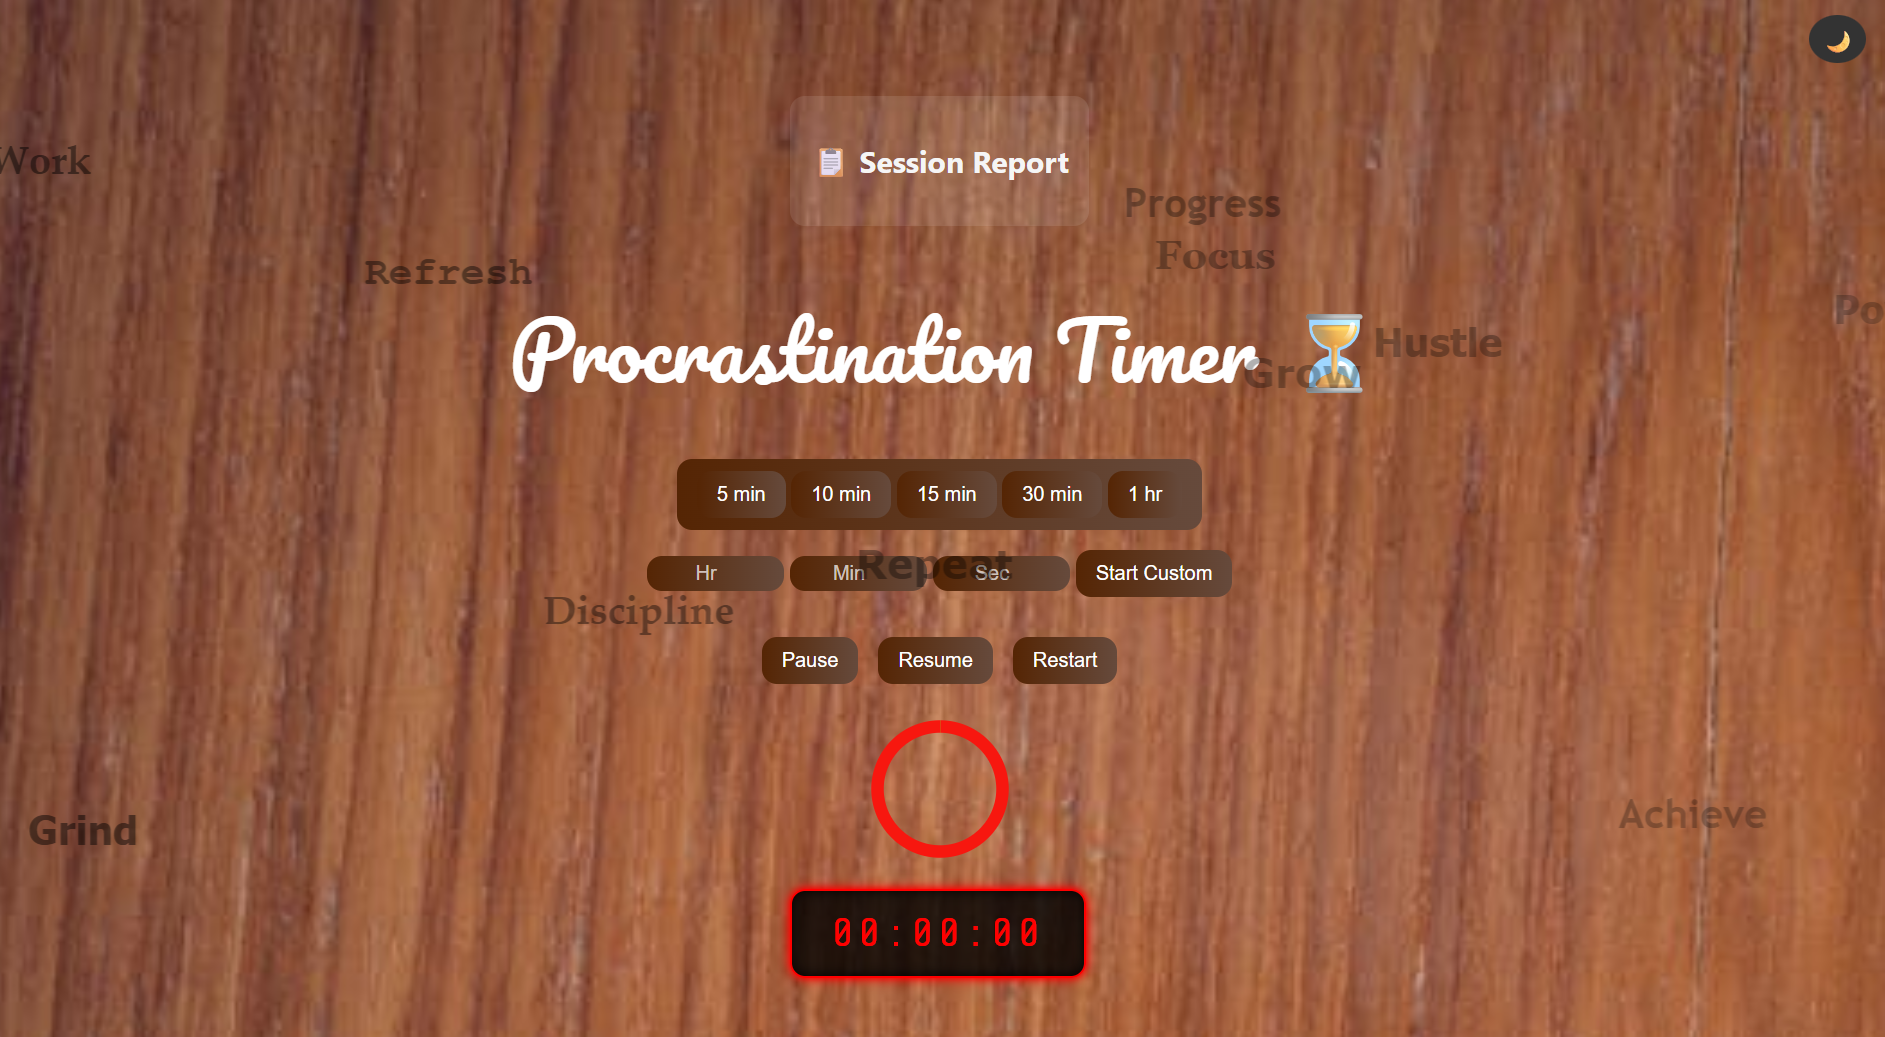 Work
📋 Session Report
Progress
Focus
Refresh
Po
Procrastination Timer ⏳
Hustle
Grow
5 min 10 min 15 min 30 min 1 hr
Hr Min Sec Start Custom
Repeat
Discipline
Pause Resume Restart
Achieve
Grind
00:00:00